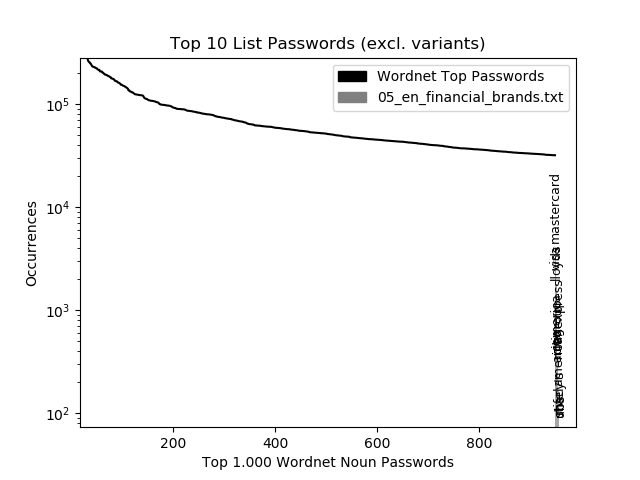 Top 10 List Passwords (excl. variants)
Wordnet Top Passwords
05_en_financial_brands.txt
10^5
10^4
10^3
10^2
Occurrences
mastercard
visa
lloyds
200
400
600
800
Top 1.000 Wordnet Noun Passwords